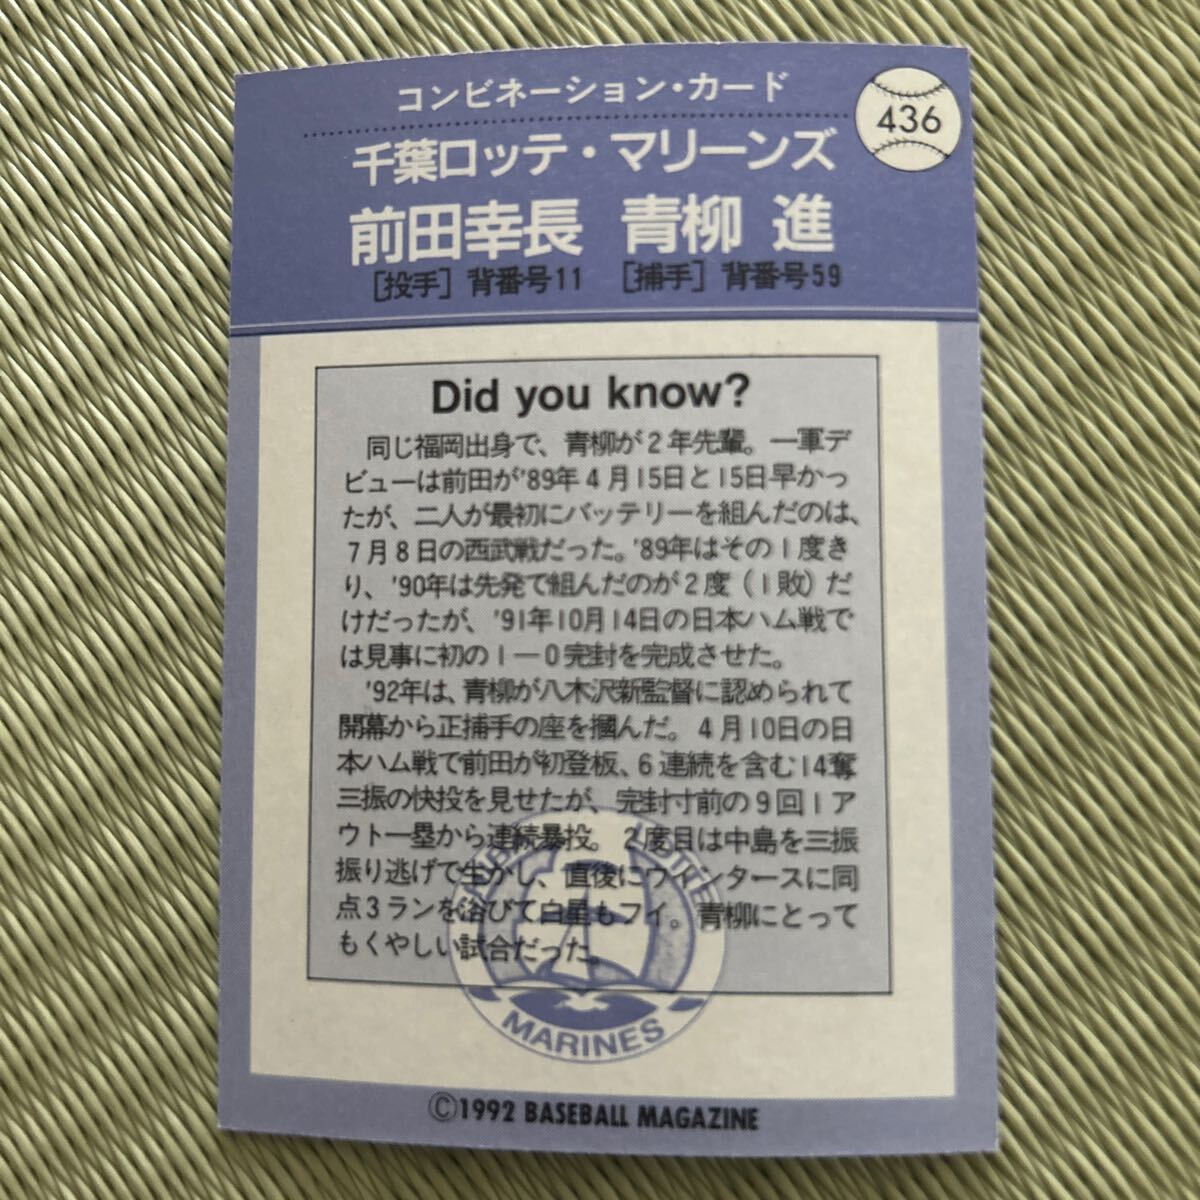 コンビネーション・カード
436
千葉ロッテ・マリーンズ
前田幸長 青柳 進
[投手] 背番号11 [捕手] 背番号59
Did you know?
同じ福岡出身で、青柳が2年先輩。一軍デ
ビューは前田が'89年4月15日と15日早かっ
たが、二人が最初にバッテリーを組んだのは、
7月8日の西武戦だった。'89年はその1度き
り、'90年は先発で組んだのが2度(1敗)だ
けだったが、'91年10月14日の日本ハム戦で
は見事に初の1―0完封を完成させた。
'92年は、青柳が八木沢新監督に認められて
開幕から正捕手の座を摑んだ。4月10日の日
本ハム戦で前田が初登板、6連続を含む14奪
三振の快投を見せたが、完封寸前の9回1ア
ウト一塁から連続暴投。2度目は中島を三振
振り逃げで生かし、直後にウィンタースに同
点3ランを浴びて白星もフイ。青柳にとって
もくやしい試合だった。
MARINES
©1992 BASEBALL MAGAZINE